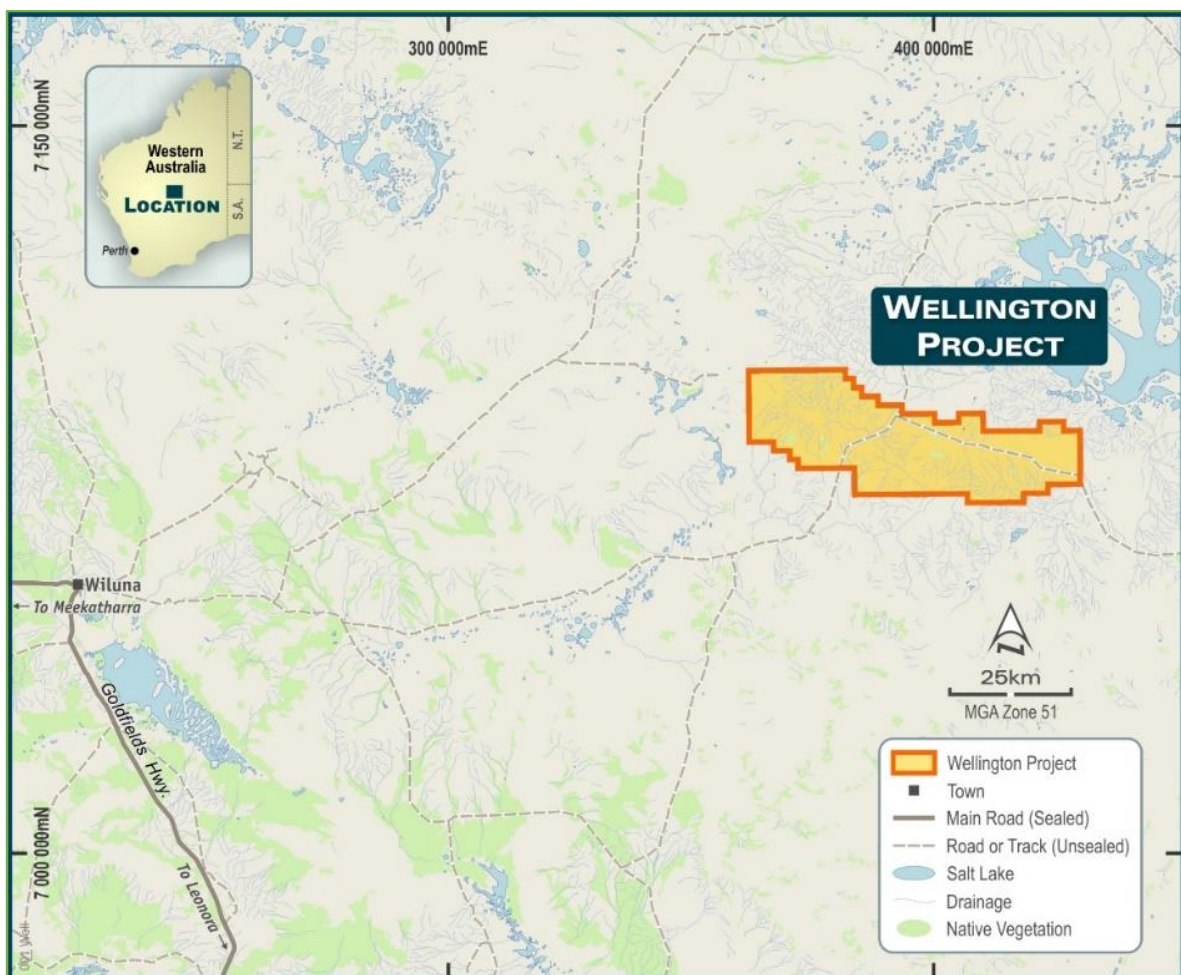 300 000mE
400 000mE
7 150 000mN
N.T.
Western
Australia
LOCATION
S.A.
Perth
WELLINGTON
PROJECT
Wiluna
To Meekatharra
Goldfields Hwy.
N
25km
MGA Zone 51
7 000 000mN
To Leonora
Wellington Project
Town
Main Road (Sealed)
Road or Track (Unsealed)
Salt Lake
Drainage
Native Vegetation